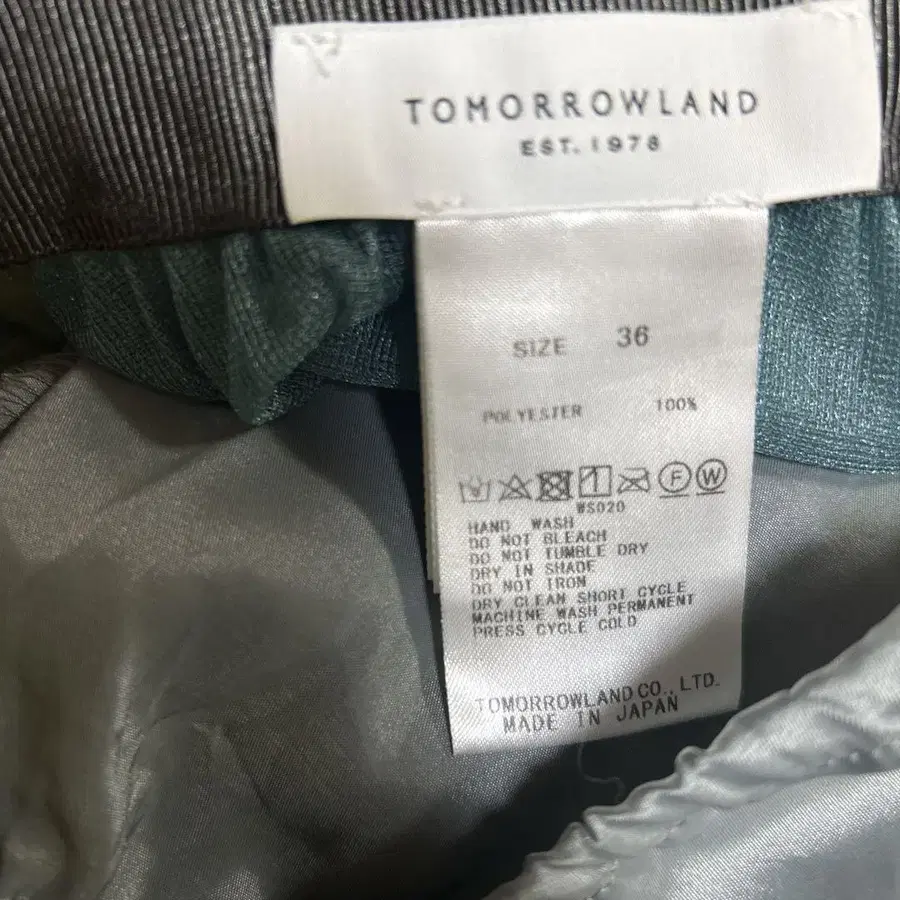 TOMORROWLAND
EST. 1978
SIZE 36
POLYESTER 100%
F W
WS020
HAND WASH
DO NOT BLEACH
DO NOT TUMBLE DRY
DRY IN SHADE
DO NOT IRON
DRY CLEAN SHORT CYCLE
MACHINE WASH PERMANENT
PRESS CYCLE COLD
TOMORROWLAND CO., LTD.
MADE IN JAPAN